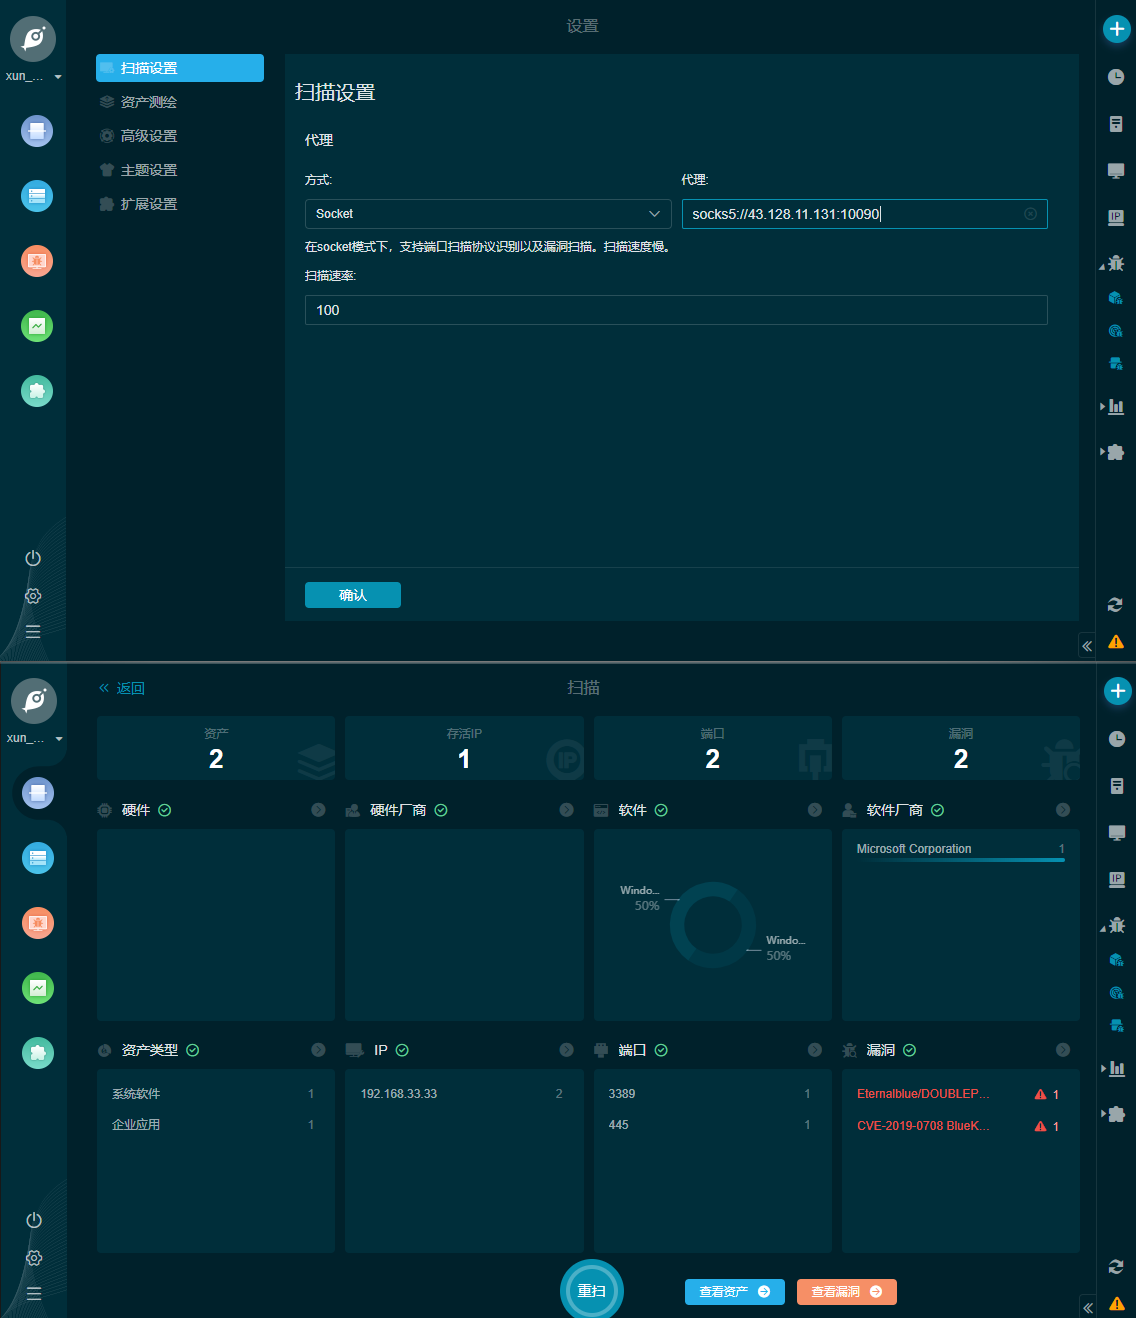 设置
xun_...
扫描设置
资产测绘
高级设置
主题设置
扩展设置
扫描设置
代理
方式:
代理:
Socket
socks5://43.128.11.131:10090
在socket模式下，支持端口扫描协议识别以及漏洞扫描。扫描速度慢。
扫描速率:
100
确认
IP
返回
扫描
xun_...
资产
2
存活IP
1
IP
端口
2
漏洞
2
硬件
硬件厂商
软件
软件厂商
Windo...
50%
Windo...
50%
Microsoft Corporation 1
资产类型
IP
端口
漏洞
系统软件 1
企业应用 1
192.168.33.33 2
3389 1
445 1
Eternalblue/DOUBLEP... 1
CVE-2019-0708 BlueK... 1
重扫
查看资产
查看漏洞
IP